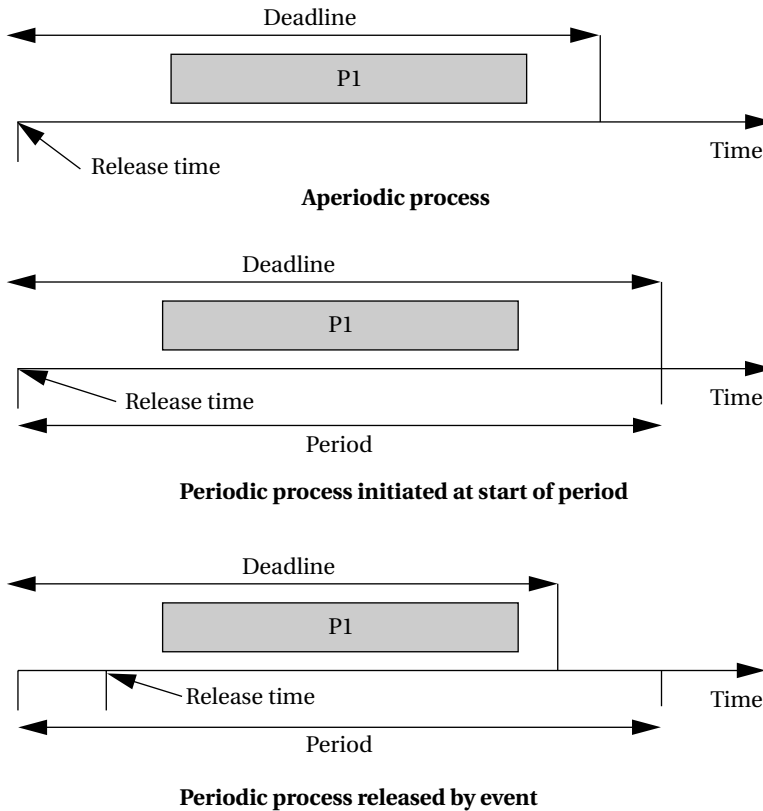 Deadline
P1
Time
Release time
Aperiodic process
Deadline
P1
Time
Release time
Period
Periodic process initiated at start of period
Deadline
P1
Time
Release time
Period
Periodic process released by event